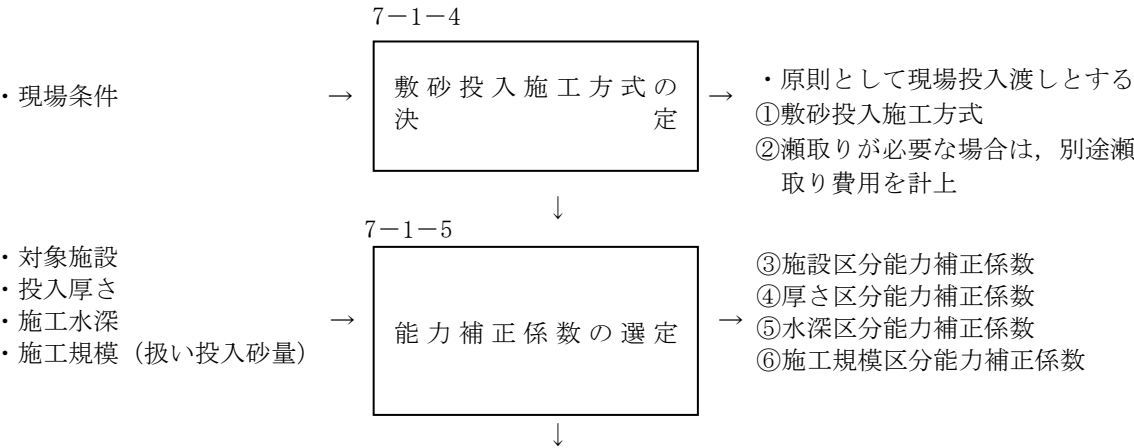 7－1－4
・現場条件
→
敷砂投入施工方式の
決定
→
・原則として現場投入渡しとする
①敷砂投入施工方式
②瀬取りが必要な場合は，別途瀬
取り費用を計上
↓
7－1－5
・対象施設
・投入厚さ
・施工水深
・施工規模（扱い投入砂量）
→
能力補正係数の選定
→
③施設区分能力補正係数
④厚さ区分能力補正係数
⑤水深区分能力補正係数
⑥施工規模区分能力補正係数
↓